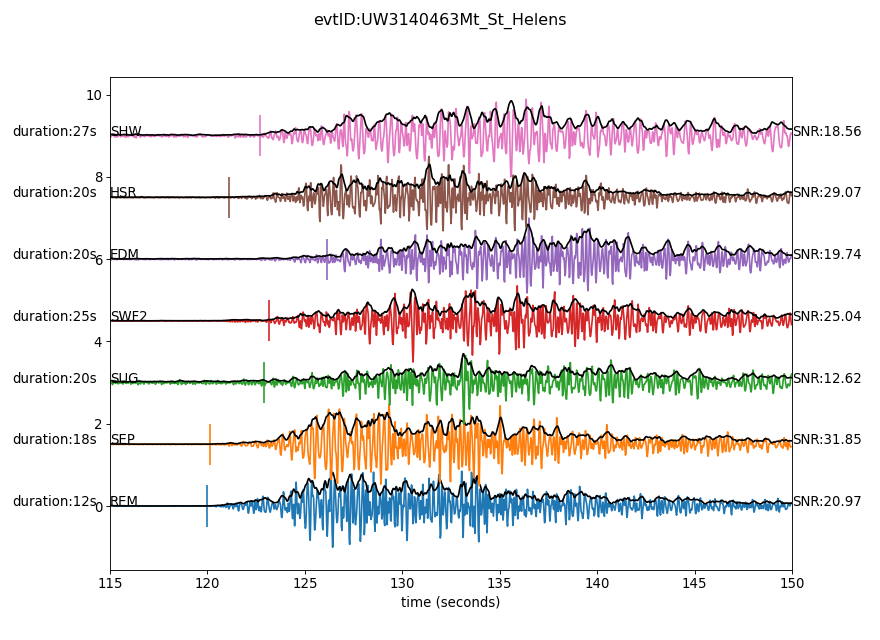 evtID:UW3140463Mt_St_Helens
10
duration:27s SHW SNR:18.56
8
duration:20s HSR SNR:29.07
duration:20s EDM SNR:19.74
6
duration:25s SWF2 SNR:25.04
4
duration:20s SUG SNR:12.62
2
duration:18s SEP SNR:31.85
duration:12s REM SNR:20.97
0
115 120 125 130 135 140 145 150
time (seconds)